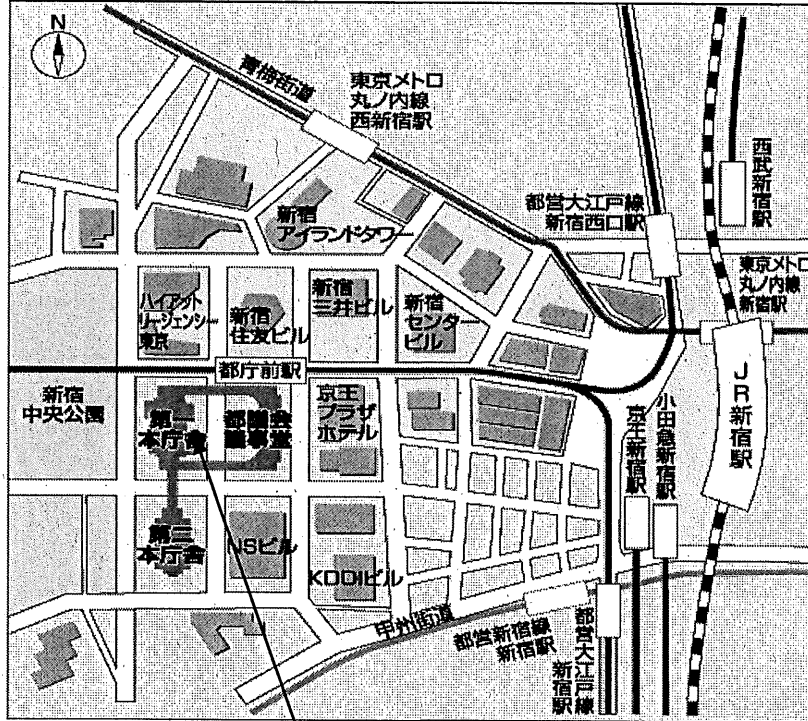 N
青梅街道
東京メトロ
丸ノ内線
西新宿駅
西武新宿駅
都営大江戸線
新宿西口駅
新宿
アイランドタワー
東京メトロ
丸ノ内線
新宿駅
ハイアット
リージェンシー
東京
新宿
住友ビル
新宿
三井ビル
新宿
センター
ビル
都庁前駅
JR新宿駅
新宿
中央公園
第一
本庁舎
都議会
議事堂
京王
プラザ
ホテル
小田急新宿駅
京王新宿駅
第二
本庁舎
NSビル
KDDIビル
甲州街道
都営新宿線
新宿駅
都営大江戸線
新宿駅